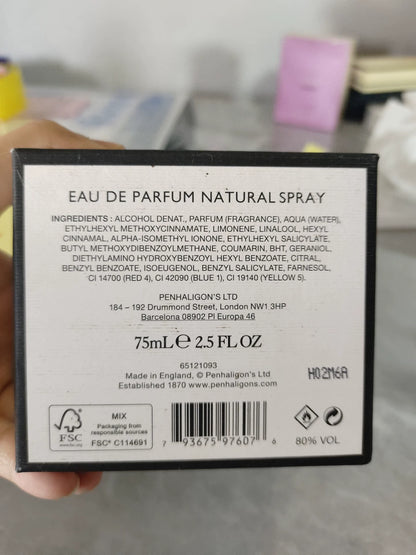 EAU DE PARFUM NATURAL SPRAY
INGREDIENTS : ALCOHOL DENAT., PARFUM (FRAGRANCE), AQUA (WATER),
ETHYLHEXYL METHOXYCINNAMATE, LIMONENE, LINALOOL, HEXYL
CINNAMAL, ALPHA-ISOMETHYL IONONE, ETHYLHEXYL SALICYLATE,
BUTYL METHOXYDIBENZOYLMETHANE, COUMARIN, BHT, GERANIOL,
DIETHYLAMINO HYDROXYBENZOYL HEXYL BENZOATE, CITRAL,
BENZYL BENZOATE, ISOEUGENOL, BENZYL SALICYLATE, FARNESOL,
CI 14700 (RED 4), CI 42090 (BLUE 1), CI 19140 (YELLOW 5).
PENHALIGON'S LTD
184 – 192 Drummond Street, London NW1 3HP
Barcelona 08902 Pl Europa 46
75mL ℮ 2.5 FL OZ
65121093
Made in England, © Penhaligon's Ltd
Established 1870 www.penhaligons.com
H02M6A
FSC
www.fsc.org
MIX
Packaging from
responsible sources
FSC® C114691
7 93675 97607 6
80% VOL